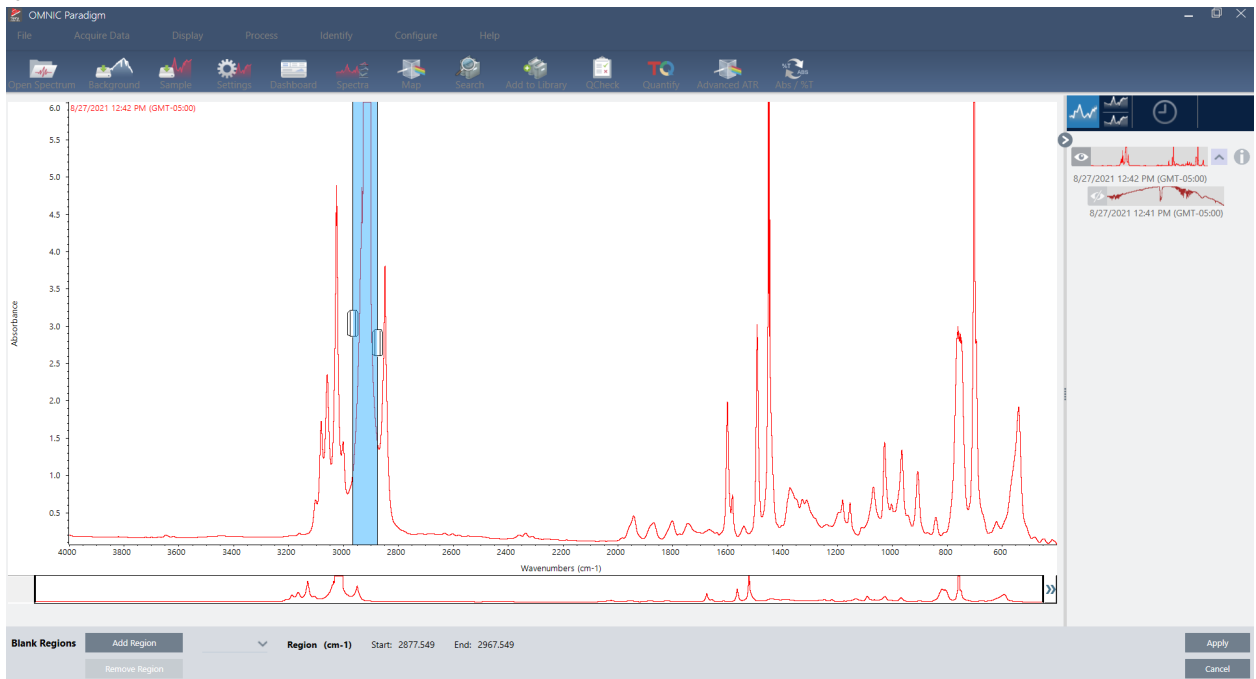 OMNIC Paradigm
File Acquire Data Display Process Identify Configure Help
Open Spectrum Background Sample Settings Dashboard Spectra Map Search Add to Library QCheck Quantify Advanced ATR Abs / %T
8/27/2021 12:42 PM (GMT-05:00)
6.0
5.5
5.0
4.5
4.0
3.5
3.0
2.5
2.0
1.5
1.0
0.5
Absorbance
4000 3800 3600 3400 3200 3000 2800 2600 2400 2200 2000 1800 1600 1400 1200 1000 800 600
Wavenumbers (cm-1)
8/27/2021 12:42 PM (GMT-05:00)
8/27/2021 12:41 PM (GMT-05:00)
Blank Regions Add Region Region (cm-1) Start: 2877.549 End: 2967.549 Apply
Remove Region Cancel